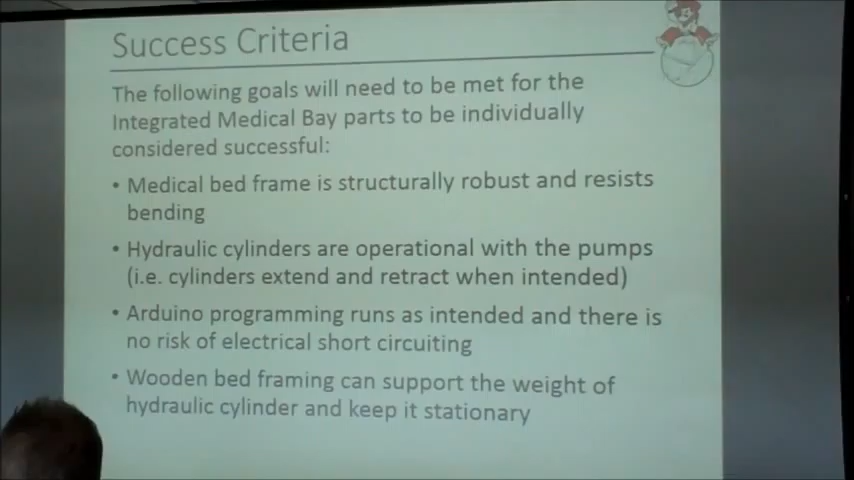 Success Criteria
The following goals will need to be met for the
Integrated Medical Bay parts to be individually
considered successful:
• Medical bed frame is structurally robust and resists
bending
• Hydraulic cylinders are operational with the pumps
(i.e. cylinders extend and retract when intended)
• Arduino programming runs as intended and there is
no risk of electrical short circuiting
• Wooden bed framing can support the weight of
hydraulic cylinder and keep it stationary